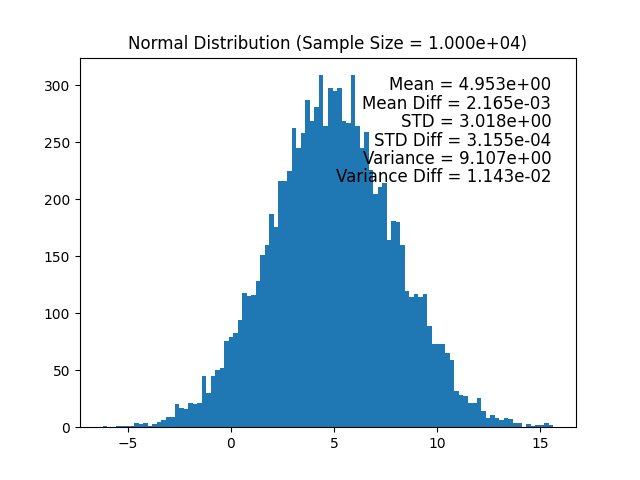 Normal Distribution (Sample Size = 1.000e+04)
Mean = 4.953e+00
Mean Diff = 2.165e-03
STD = 3.018e+00
STD Diff = 3.155e-04
Variance = 9.107e+00
Variance Diff = 1.143e-02
300
250
200
150
100
50
0
−5
0
5
10
15